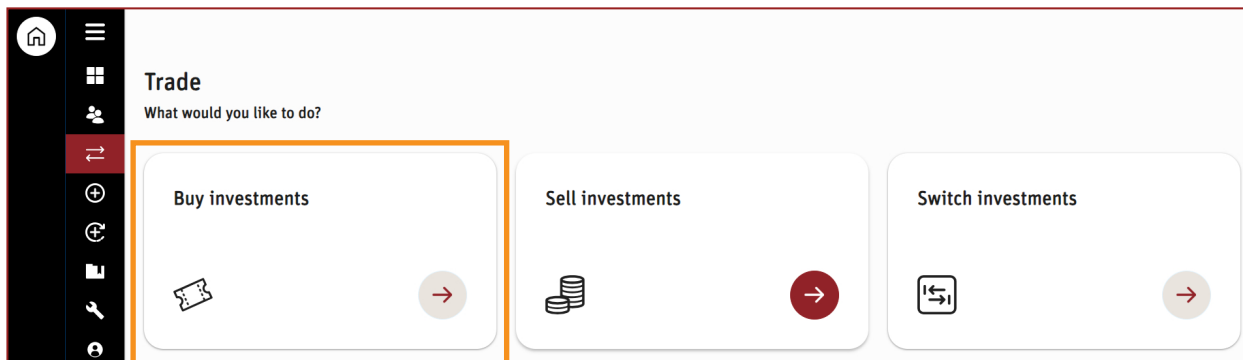 Trade
What would you like to do?
Buy investments
Sell investments
Switch investments